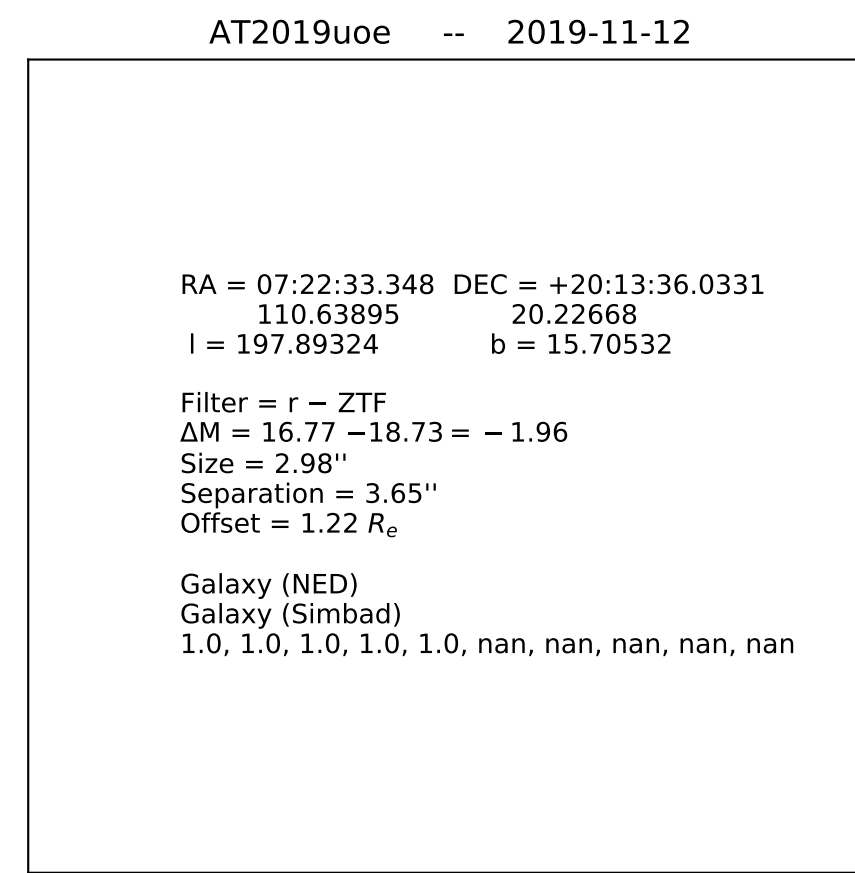 AT2019uoe -- 2019-11-12
RA = 07:22:33.348 DEC = +20:13:36.0331
110.63895 20.22668
l = 197.89324 b = 15.70532
Filter = r − ZTF
ΔM = 16.77 −18.73 = − 1.96
Size = 2.98''
Separation = 3.65''
Offset = 1.22 Rₑ
Galaxy (NED)
Galaxy (Simbad)
1.0, 1.0, 1.0, 1.0, 1.0, nan, nan, nan, nan, nan